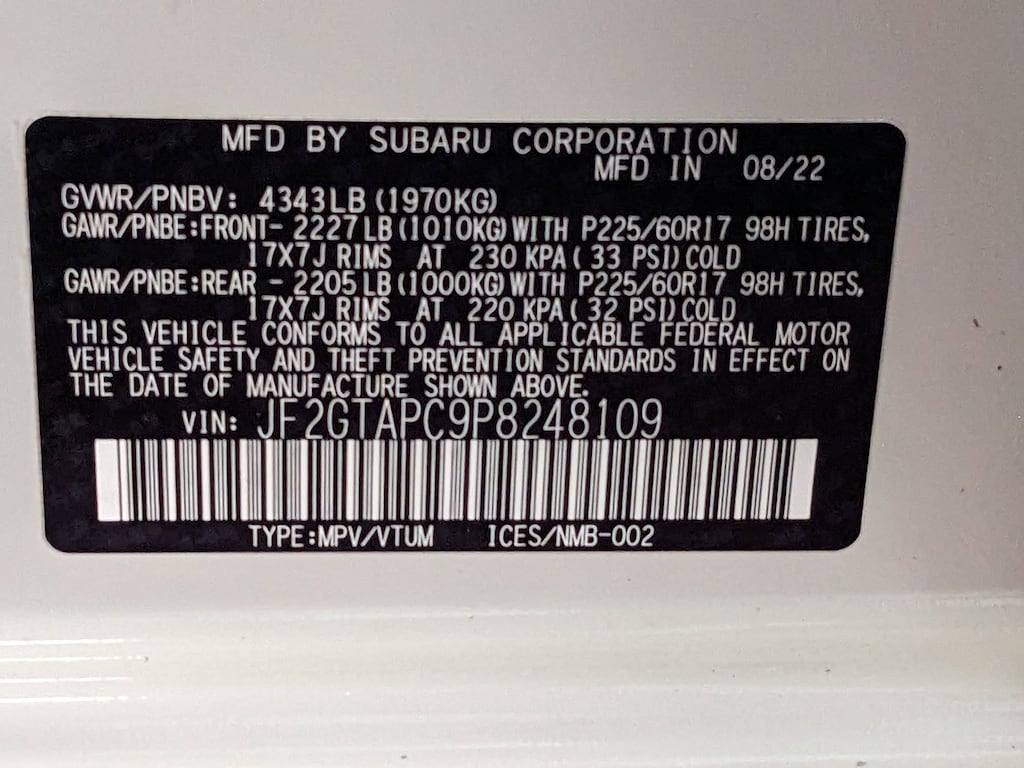 MFD BY SUBARU CORPORATION
MFD IN 08/22
GVWR/PNBV: 4343LB (1970KG)
GAWR/PNBE:FRONT- 2227LB (1010KG) WITH P225/60R17 98H TIRES,
17X7J RIMS AT 230 KPA ( 33 PSI) COLD
GAWR/PNBE:REAR - 2205LB (1000KG) WITH P225/60R17 98H TIRES,
17X7J RIMS AT 220 KPA ( 32 PSI) COLD
THIS VEHICLE CONFORMS TO ALL APPLICABLE FEDERAL MOTOR
VEHICLE SAFETY AND THEFT PREVENTION STANDARDS IN EFFECT ON
THE DATE OF MANUFACTURE SHOWN ABOVE.
VIN: JF2GTAPC9P8248109
TYPE:MPV/VTUM ICES/NMB-002